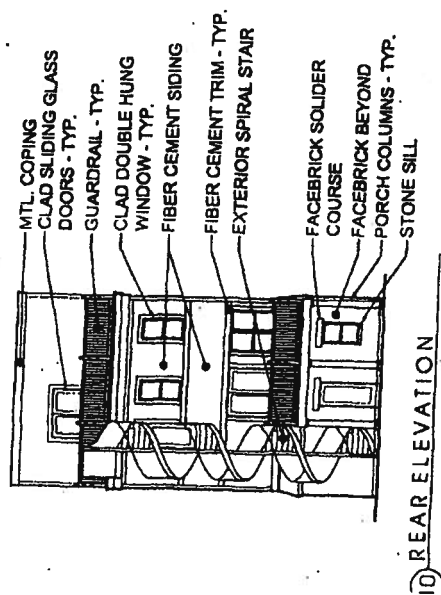 MTL. COPING
CLAD SLIDING GLASS
DOORS - TYP.
GUARDRAIL - TYP.
CLAD DOUBLE HUNG
WINDOW - TYP.
FIBER CEMENT SIDING
FIBER CEMENT TRIM - TYP.
EXTERIOR SPIRAL STAIR
FACEBRICK SOLIDER
COURSE
FACEBRICK BEYOND
PORCH COLUMNS - TYP.
STONE SILL
10 REAR ELEVATION